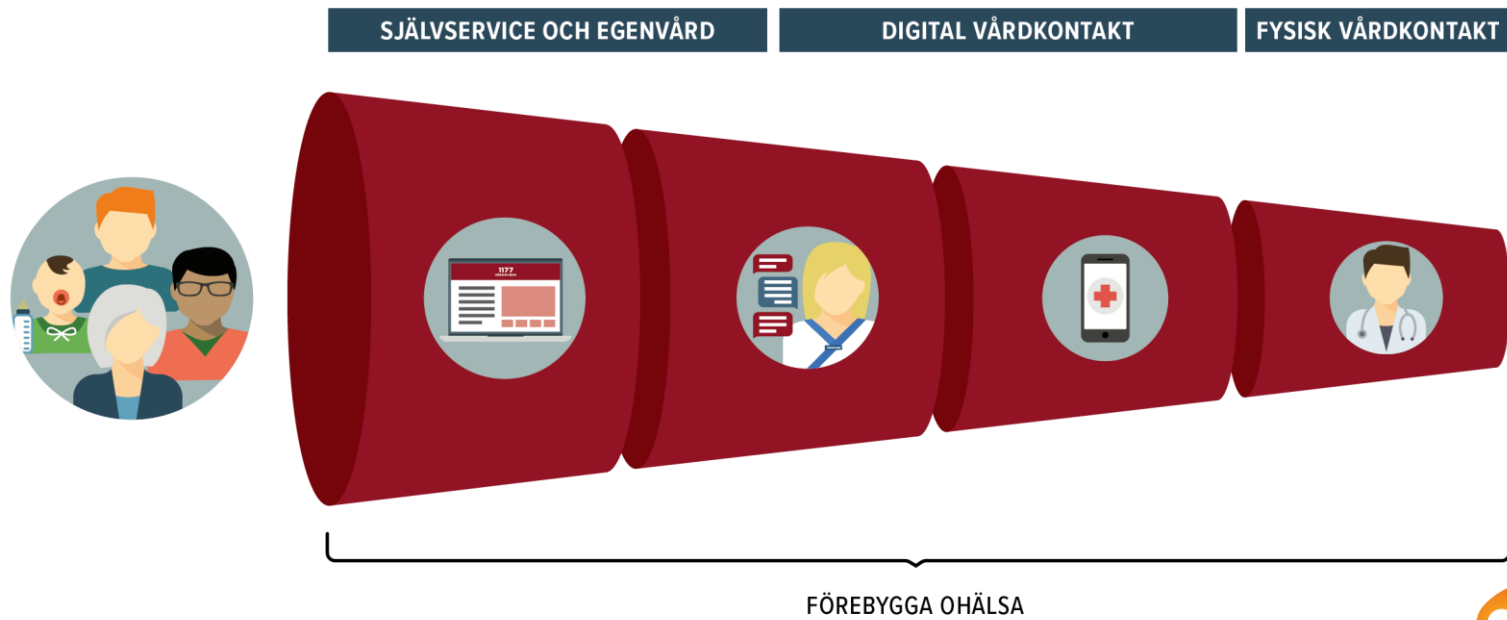 SJÄLVSERVICE OCH EGENVÅRD
DIGITAL VÅRDKONTAKT
FYSISK VÅRDKONTAKT
1177
FÖREBYGGA OHÄLSA